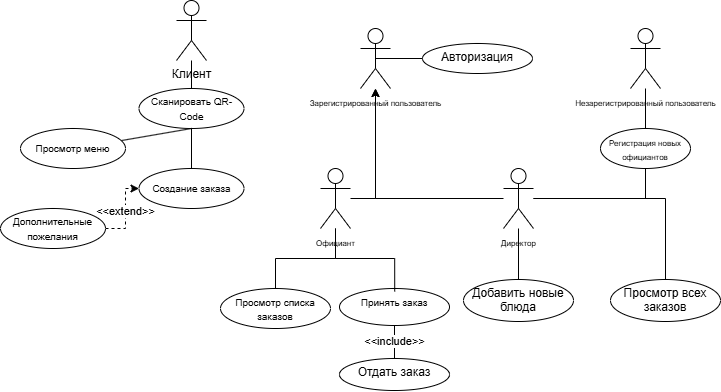 Клиент
Сканировать QR-
Code
Просмотр меню
Создание заказа
<<extend>>
Дополнительные
пожелания
Авторизация
Зарегистрированный пользователь
Незарегистрированный пользователь
Регистрация новых
официантов
Официант
Директор
Просмотр списка
заказов
Принять заказ
<<include>>
Отдать заказ
Добавить новые
блюда
Просмотр всех
заказов